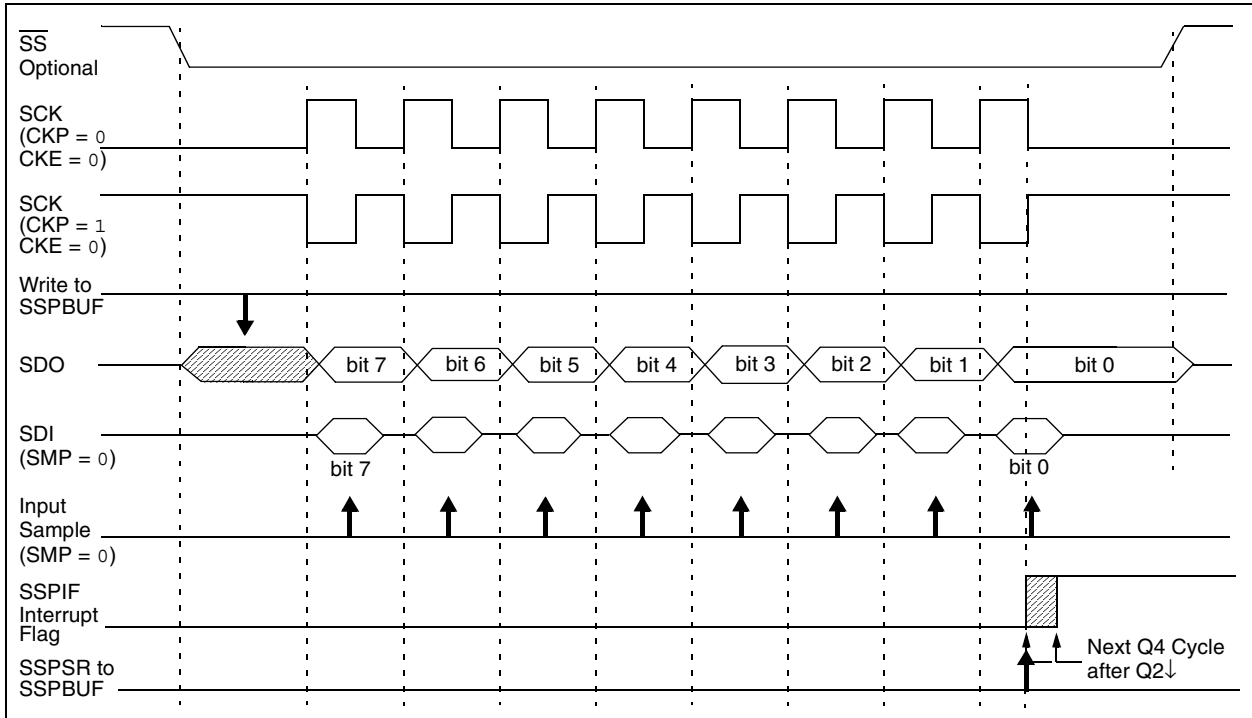 SS
Optional
SCK
(CKP = 0
CKE = 0)
SCK
(CKP = 1
CKE = 0)
Write to
SSPBUF
SDO
bit 7
bit 6
bit 5
bit 4
bit 3
bit 2
bit 1
bit 0
SDI
(SMP = 0)
bit 7
bit 0
Input
Sample
(SMP = 0)
SSPIF
Interrupt
Flag
Next Q4 Cycle
after Q2↓
SSPSR to
SSPBUF